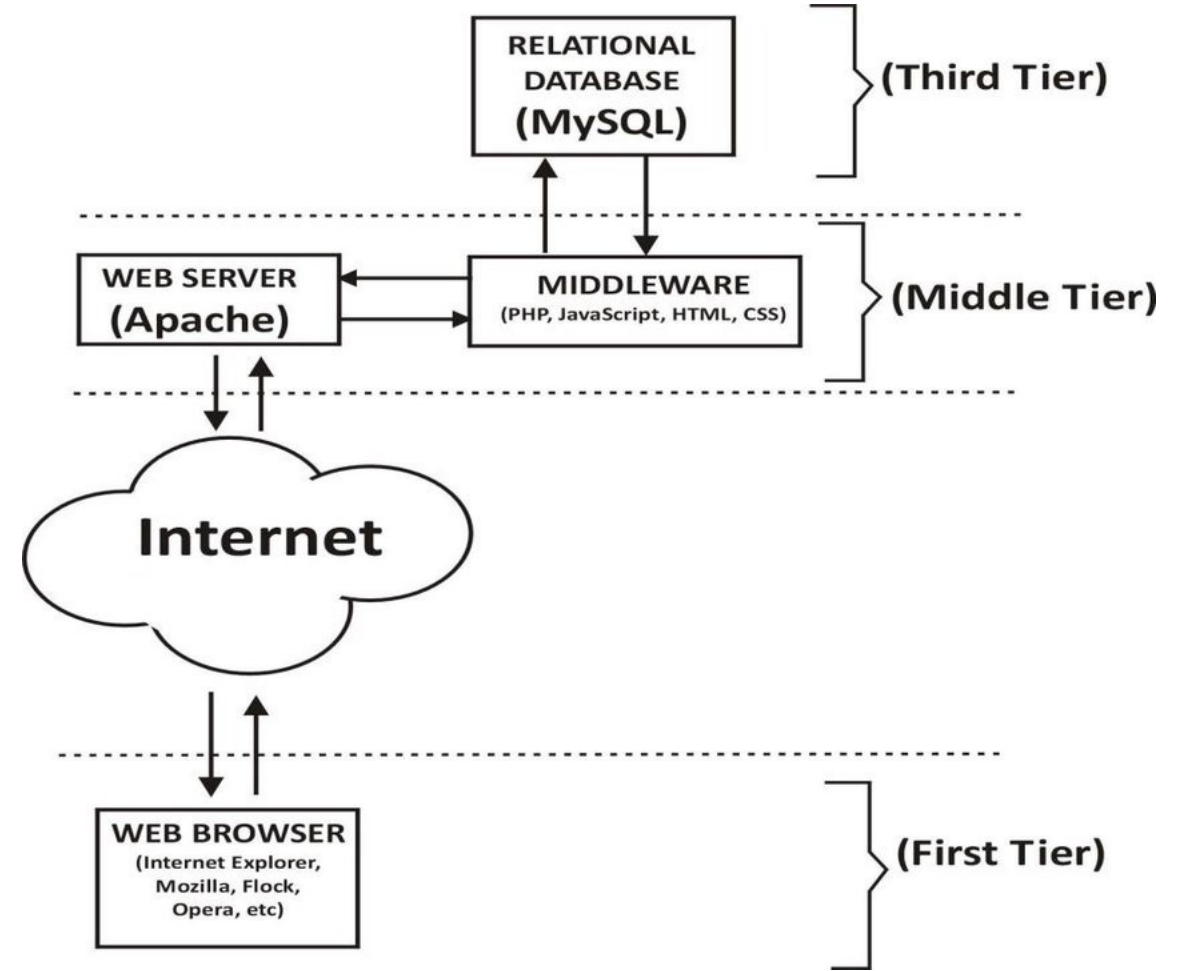 RELATIONAL
DATABASE
(MySQL)
(Third Tier)
WEB SERVER
(Apache)
MIDDLEWARE
(PHP, JavaScript, HTML, CSS)
(Middle Tier)
Internet
WEB BROWSER
(Internet Explorer,
Mozilla, Flock,
Opera, etc)
(First Tier)